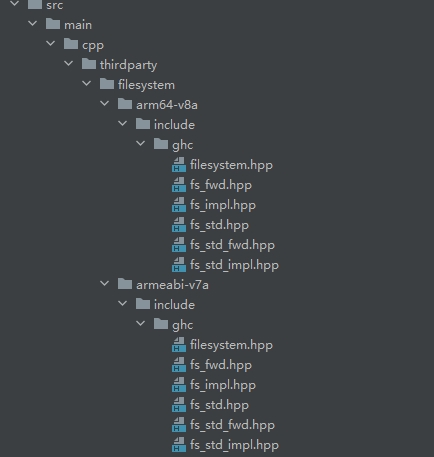 src
main
cpp
thirdparty
filesystem
arm64-v8a
include
ghc
filesystem.hpp
fs_fwd.hpp
fs_impl.hpp
fs_std.hpp
fs_std_fwd.hpp
fs_std_impl.hpp
armeabi-v7a
include
ghc
filesystem.hpp
fs_fwd.hpp
fs_impl.hpp
fs_std.hpp
fs_std_fwd.hpp
fs_std_impl.hpp